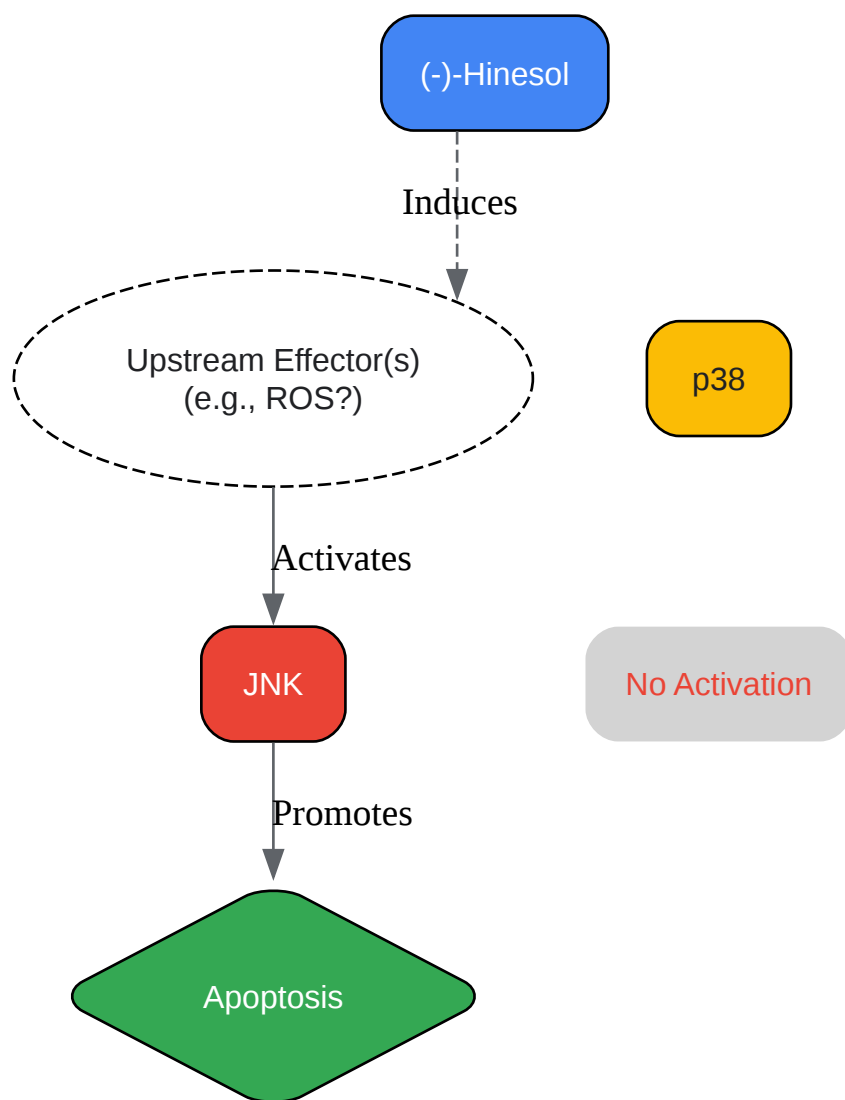 (-)-Hinesol
Induces
Upstream Effector(s)
(e.g., ROS?)
p38
Activates
JNK
No Activation
Promotes
Apoptosis